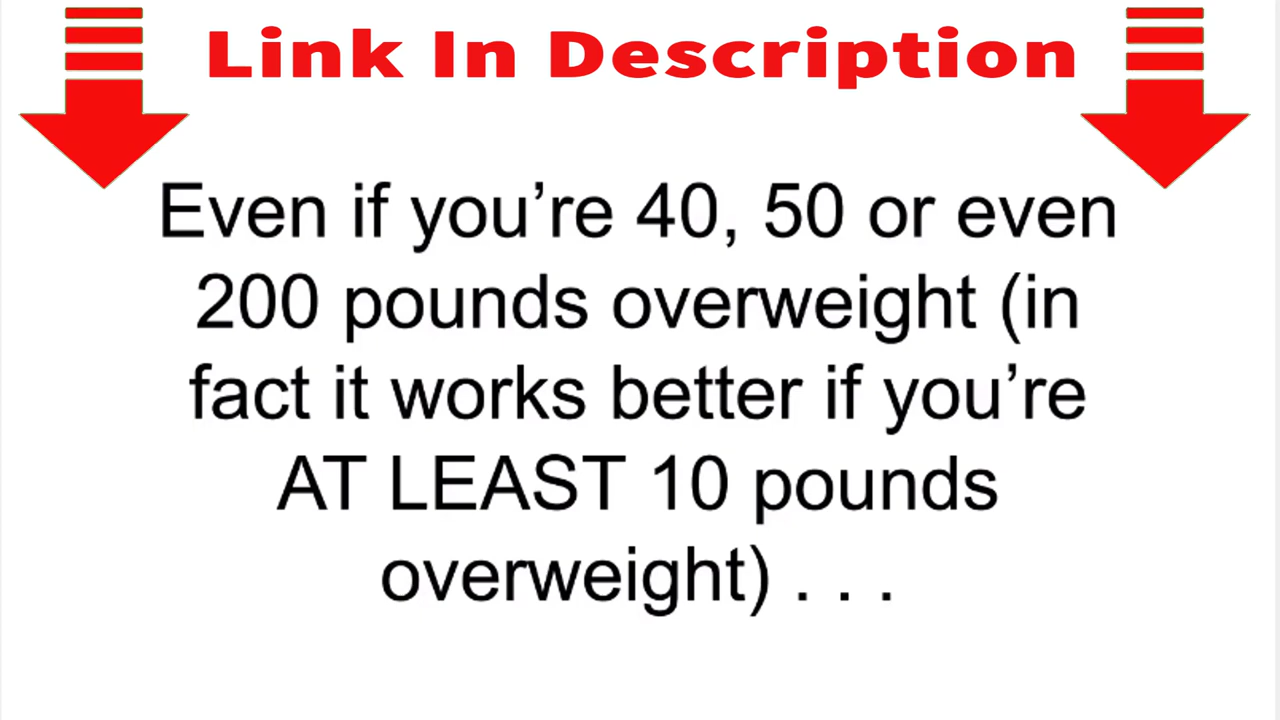 Link In Description
Even if you’re 40, 50 or even
200 pounds overweight (in
fact it works better if you’re
AT LEAST 10 pounds
overweight) . . .